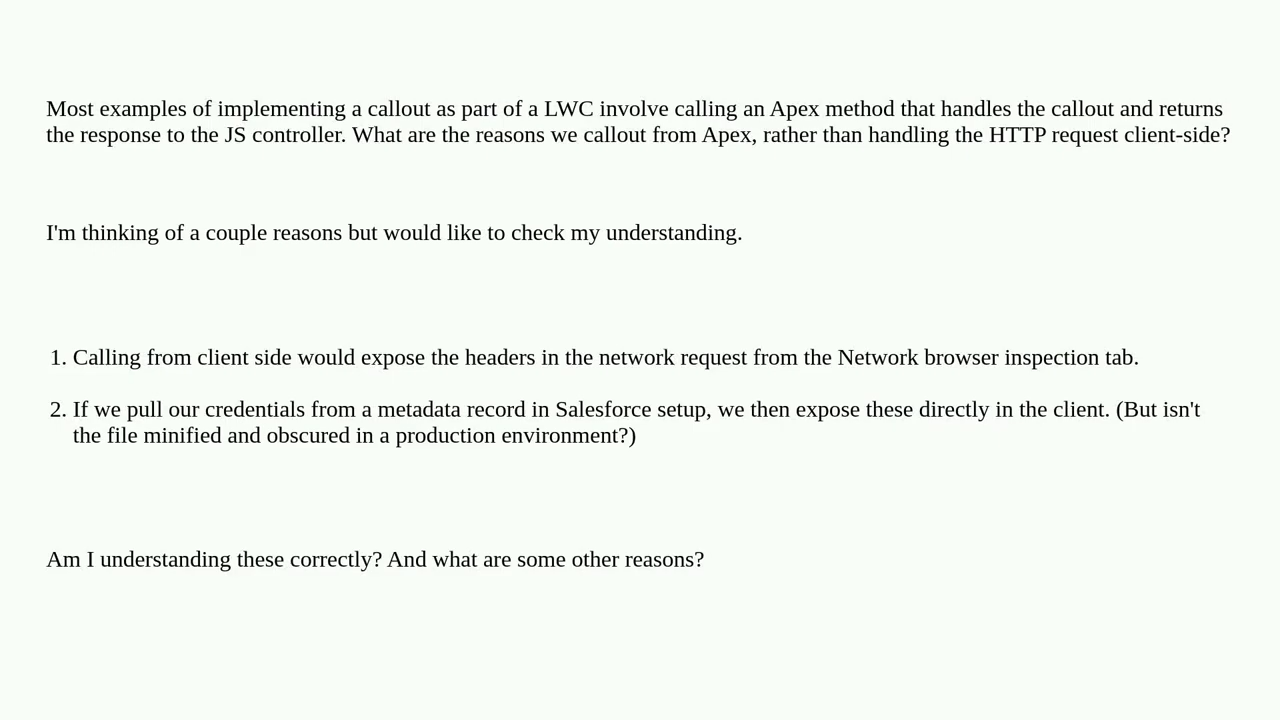 Most examples of implementing a callout as part of a LWC involve calling an Apex method that handles the callout and returns
the response to the JS controller. What are the reasons we callout from Apex, rather than handling the HTTP request client-side?
I'm thinking of a couple reasons but would like to check my understanding.
1. Calling from client side would expose the headers in the network request from the Network browser inspection tab.
2. If we pull our credentials from a metadata record in Salesforce setup, we then expose these directly in the client. (But isn't
the file minified and obscured in a production environment?)
Am I understanding these correctly? And what are some other reasons?